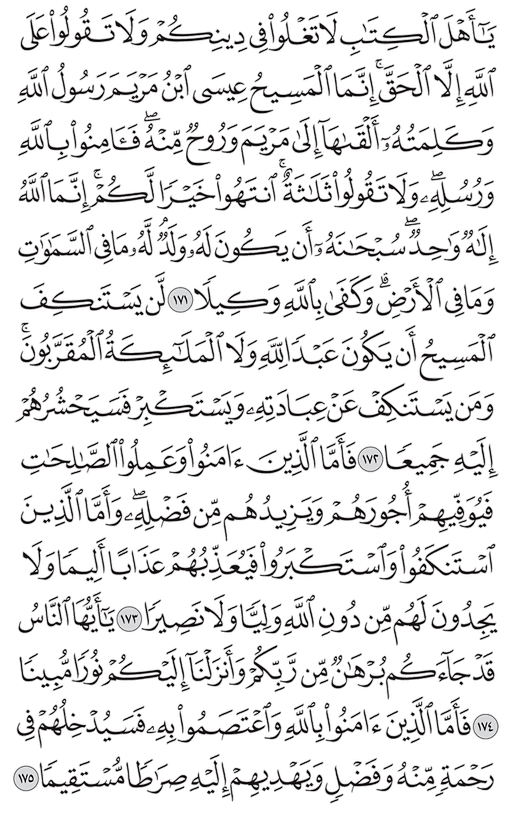 يَـٰٓأَهۡلَ ٱلۡكِتَـٰبِ لَا تَغۡلُواْ فِي دِينِكُمۡ وَلَا تَقُولُواْ عَلَى
ٱللَّهِ إِلَّا ٱلۡحَقَّۚ إِنَّمَا ٱلۡمَسِيحُ عِيسَى ٱبۡنُ مَرۡيَمَ رَسُولُ ٱللَّهِ
وَكَلِمَتُهُۥٓ أَلۡقَىٰهَآ إِلَىٰ مَرۡيَمَ وَرُوحٞ مِّنۡهُۖ فَـَٔامِنُواْ بِٱللَّهِ
وَرُسُلِهِۦۖ وَلَا تَقُولُواْ ثَلَـٰثَةٌۚ ٱنتَهُواْ خَيۡرٗا لَّكُمۡۚ إِنَّمَا ٱللَّهُ
إِلَـٰهٞ وَٰحِدٞۖ سُبۡحَـٰنَهُۥٓ أَن يَكُونَ لَهُۥ وَلَدٞۘ لَّهُۥ مَا فِي ٱلسَّمَـٰوَٰتِ
وَمَا فِي ٱلۡأَرۡضِۗ وَكَفَىٰ بِٱللَّهِ وَكِيلٗا ١٧١ لَّن يَسۡتَنكِفَ
ٱلۡمَسِيحُ أَن يَكُونَ عَبۡدٗا لِّلَّهِ وَلَا ٱلۡمَلَـٰٓئِكَةُ ٱلۡمُقَرَّبُونَۚ
وَمَن يَسۡتَنكِفۡ عَنۡ عِبَادَتِهِۦ وَيَسۡتَكۡبِرۡ فَسَيَحۡشُرُهُمۡ
إِلَيۡهِ جَمِيعٗا ١٧٢ فَأَمَّا ٱلَّذِينَ ءَامَنُواْ وَعَمِلُواْ ٱلصَّـٰلِحَـٰتِ
فَيُوَفِّيهِمۡ أُجُورَهُمۡ وَيَزِيدُهُم مِّن فَضۡلِهِۦۖ وَأَمَّا ٱلَّذِينَ
ٱسۡتَنكَفُواْ وَٱسۡتَكۡبَرُواْ فَيُعَذِّبُهُمۡ عَذَابًا أَلِيمٗا وَلَا
يَجِدُونَ لَهُم مِّن دُونِ ٱللَّهِ وَلِيّٗا وَلَا نَصِيرٗا ١٧٣ يَـٰٓأَيُّهَا ٱلنَّاسُ
قَدۡ جَآءَكُم بُرۡهَـٰنٞ مِّن رَّبِّكُمۡ وَأَنزَلۡنَآ إِلَيۡكُمۡ نُورٗا مُّبِينٗا
١٧٤ فَأَمَّا ٱلَّذِينَ ءَامَنُواْ بِٱللَّهِ وَٱعۡتَصَمُواْ بِهِۦ فَسَيُدۡخِلُهُمۡ فِي
رَحۡمَةٖ مِّنۡهُ وَفَضۡلٖ وَيَهۡدِيهِمۡ إِلَيۡهِ صِرَٰطٗا مُّسۡتَقِيمٗا ١٧٥